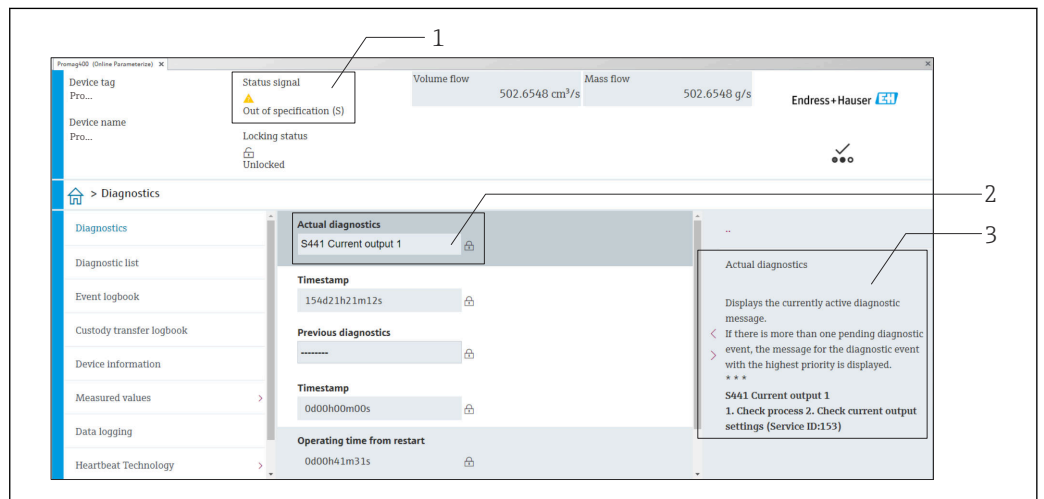 1
Promag400 (Online Parameterize) ×
×
Device tag
Pro...
Device name
Pro...
Status signal
Out of specification (S)
Locking status
Unlocked
Volume flow
502.6548 cm³/s
Mass flow
502.6548 g/s
Endress+Hauser EH
> Diagnostics
2
3
Diagnostics
Diagnostic list
Event logbook
Custody transfer logbook
Device information
Measured values >
Data logging
Heartbeat Technology >
Actual diagnostics
S441 Current output 1
Timestamp
154d21h21m12s
Previous diagnostics
--------
Timestamp
0d00h00m00s
Operating time from restart
0d00h41m31s
..
Actual diagnostics
Displays the currently active diagnostic
message.
If there is more than one pending diagnostic
event, the message for the diagnostic event
with the highest priority is displayed.
* * *
S441 Current output 1
1. Check process 2. Check current output
settings (Service ID:153)